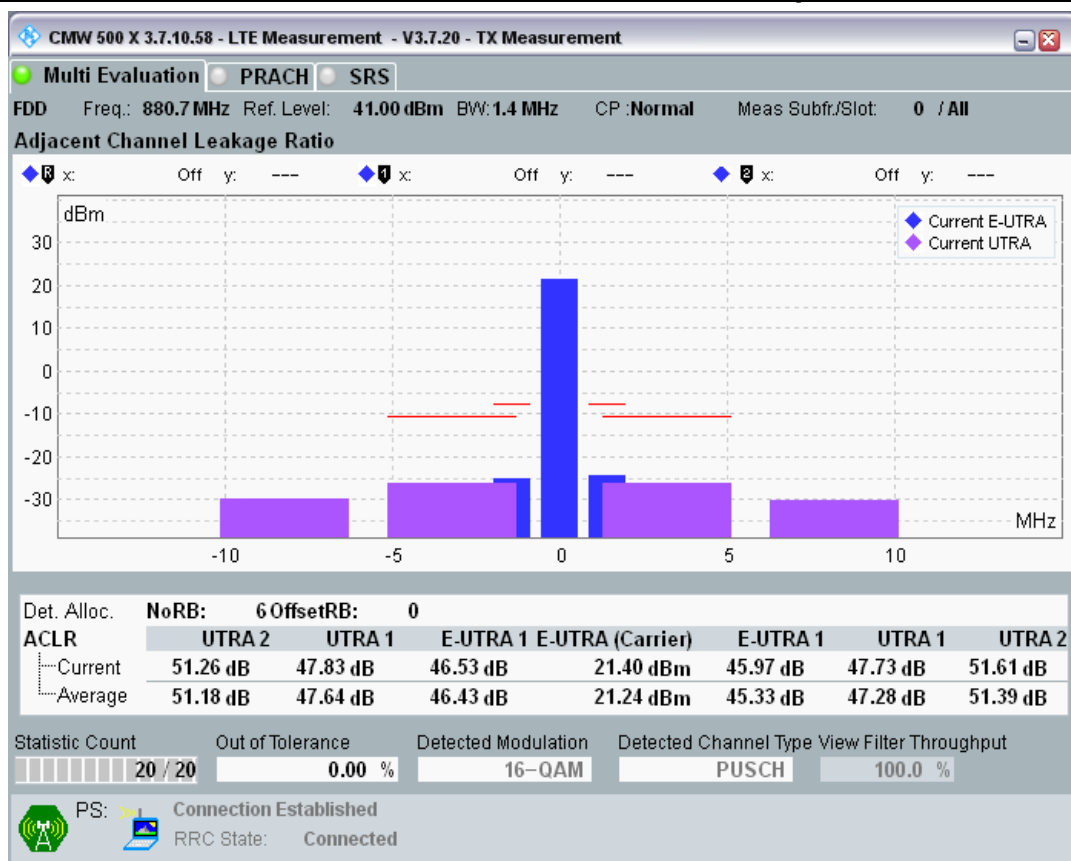 CMW 500 X 3.7.10.58 - LTE Measurement - V3.7.20 - TX Measurement
Multi Evaluation PRACH SRS
FDD Freq.: 880.7 MHz Ref. Level: 41.00 dBm BW: 1.4 MHz CP :Normal Meas Subfr./Slot: 0 / All
Adjacent Channel Leakage Ratio
R x: Off y: --- 1 x: Off y: --- 2 x: Off y: ---
dBm
Current E-UTRA
Current UTRA
30
20
10
0
-10
-20
-30
MHz
-10 -5 0 5 10
Det. Alloc. NoRB: 6 OffsetRB: 0
ACLR UTRA 2 UTRA 1 E-UTRA 1 E-UTRA (Carrier) E-UTRA 1 UTRA 1 UTRA 2
Current 51.26 dB 47.83 dB 46.53 dB 21.40 dBm 45.97 dB 47.73 dB 51.61 dB
Average 51.18 dB 47.64 dB 46.43 dB 21.24 dBm 45.33 dB 47.28 dB 51.39 dB
Statistic Count Out of Tolerance Detected Modulation Detected Channel Type View Filter Throughput
20 / 20 0.00 % 16-QAM PUSCH 100.0 %
PS: Connection Established
RRC State: Connected